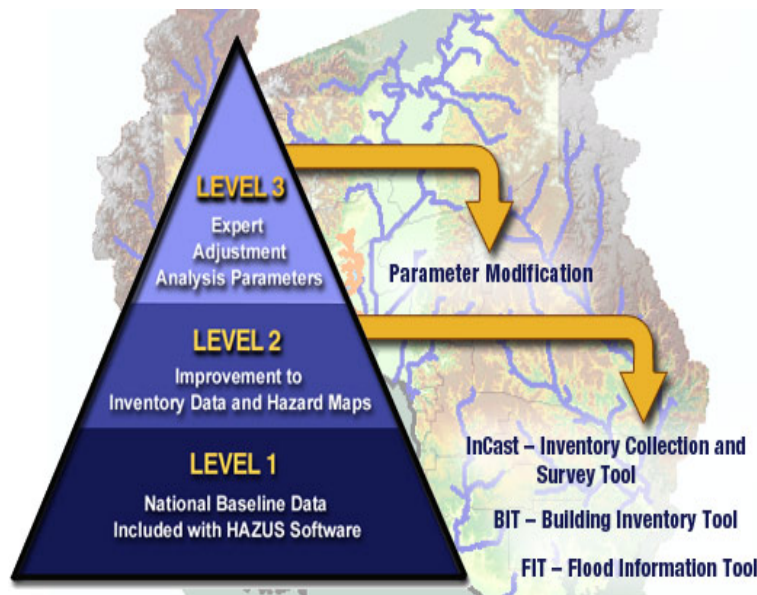 LEVEL 3
Expert
Adjustment
Analysis Parameters
Parameter Modification
LEVEL 2
Improvement to
Inventory Data and Hazard Maps
InCast – Inventory Collection and
Survey Tool
BIT – Building Inventory Tool
FIT – Flood Information Tool
LEVEL 1
National Baseline Data
Included with HAZUS Software